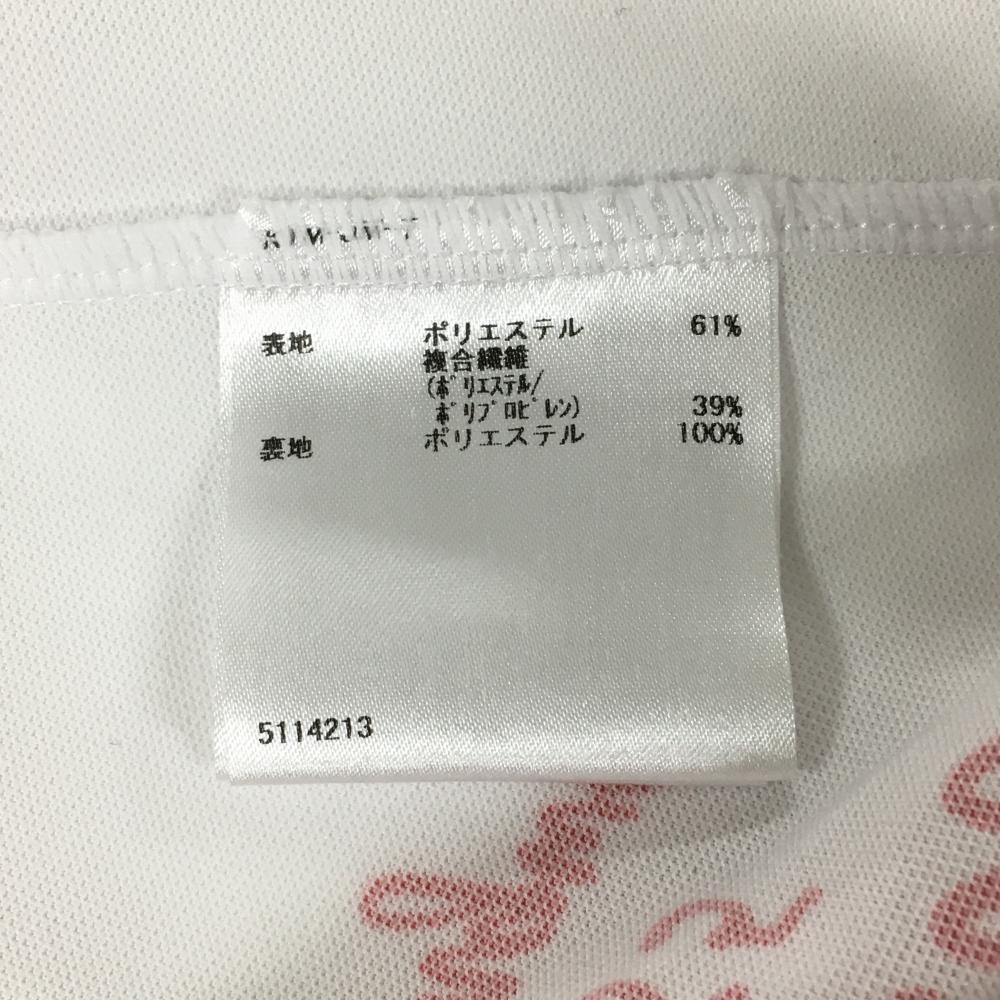 表地 ポリエステル 61%
複合繊維
(ﾎﾟﾘｴｽﾃﾙ/
ﾎﾟﾘﾌﾟﾛﾋﾟﾚﾝ) 39%
裏地 ポリエステル 100%
5114213